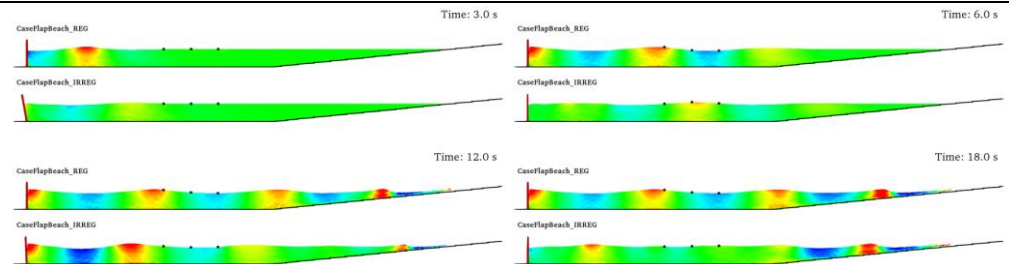 Time: 3.0 s
CaseFlapBeach_REG
CaseFlapBeach_IRREG
Time: 6.0 s
CaseFlapBeach_REG
CaseFlapBeach_IRREG
Time: 12.0 s
CaseFlapBeach_REG
CaseFlapBeach_IRREG
Time: 18.0 s
CaseFlapBeach_REG
CaseFlapBeach_IRREG